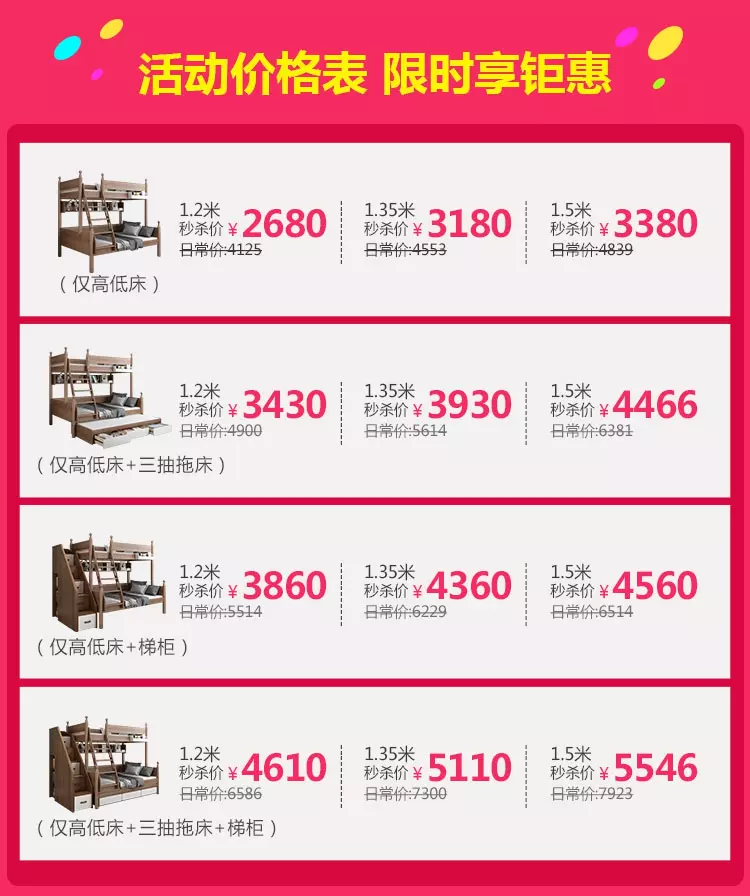 活动价格表 限时享钜惠
1.2米
秒杀价￥2680
日常价:4125
1.35米
秒杀价￥3180
日常价:4553
1.5米
秒杀价￥3380
日常价:4839
（仅高低床）
1.2米
秒杀价￥3430
日常价:4900
1.35米
秒杀价￥3930
日常价:5614
1.5米
秒杀价￥4466
日常价:6381
（仅高低床+三抽拖床）
1.2米
秒杀价￥3860
日常价:5514
1.35米
秒杀价￥4360
日常价:6229
1.5米
秒杀价￥4560
日常价:6514
（仅高低床+梯柜）
1.2米
秒杀价￥4610
日常价:6586
1.35米
秒杀价￥5110
日常价:7300
1.5米
秒杀价￥5546
日常价:7923
（仅高低床+三抽拖床+梯柜）